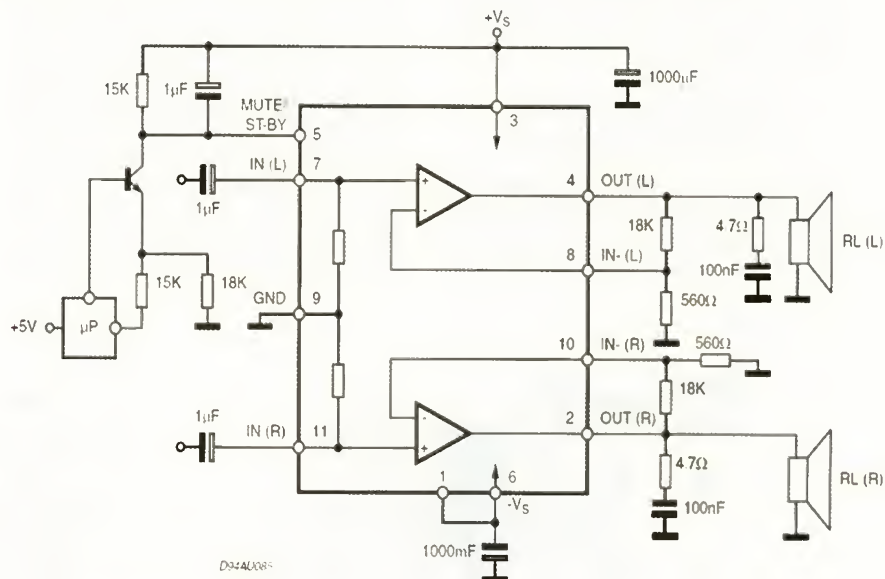 +VS
15K
1µF
1000µF
MUTE
ST-BY
5
3
IN (L)
7
1µF
4
OUT (L)
18K
4.7Ω
RL (L)
8
IN- (L)
100nF
15K
18K
GND
9
560Ω
+5V
µP
10
IN- (R)
560Ω
18K
1µF
IN (R)
11
2
OUT (R)
4.7Ω
RL (R)
1
6
-VS
100nF
1000mF
D94AU085